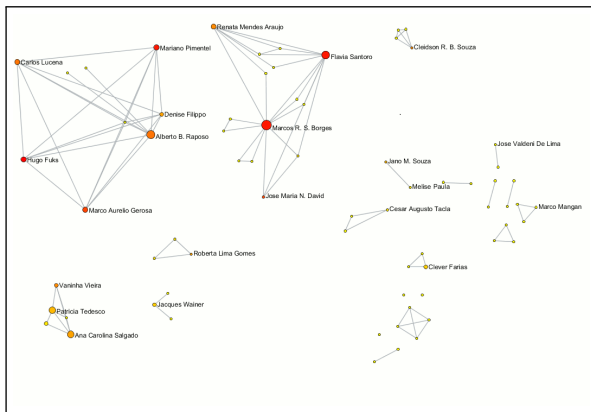 Renata Mendes Araujo
Cleidson R. B. Souza
Mariano Pimentel
Flavia Santoro
Carlos Lucena
Denise Filippo
Marcos R. S. Borges
Alberto B. Raposo
Jose Valdeni De Lima
Hugo Fuks
Jano M. Souza
Melise Paula
Jose Maria N. David
Marco Aurelio Gerosa
Cesar Augusto Tacla
Marco Mangan
Roberta Lima Gomes
Clever Farias
Vaninha Vieira
Jacques Wainer
Patricia Tedesco
Ana Carolina Salgado